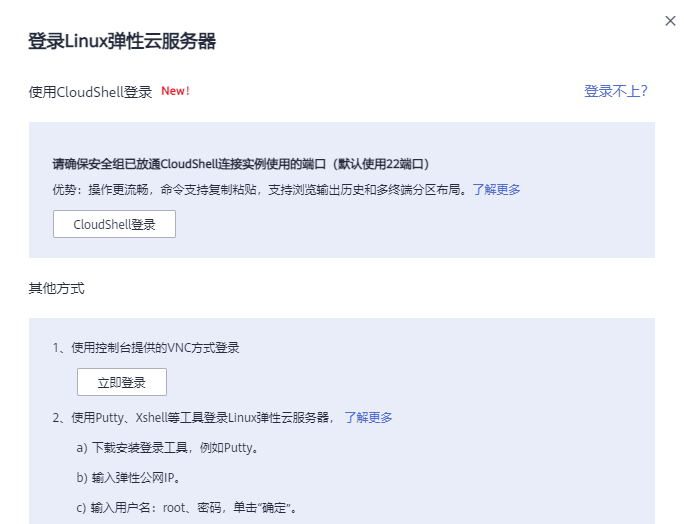 登录Linux弹性云服务器
使用CloudShell登录 New!
登录不上?
请确保安全组已放通CloudShell连接实例使用的端口（默认使用22端口）
优势：操作更流畅，命令支持复制粘贴，支持浏览输出历史和多终端分区布局。了解更多
CloudShell登录
其他方式
1、使用控制台提供的VNC方式登录
立即登录
2、使用Putty、Xshell等工具登录Linux弹性云服务器， 了解更多
a) 下载安装登录工具，例如Putty。
b) 输入弹性公网IP。
c) 输入用户名：root、密码，单击“确定”。